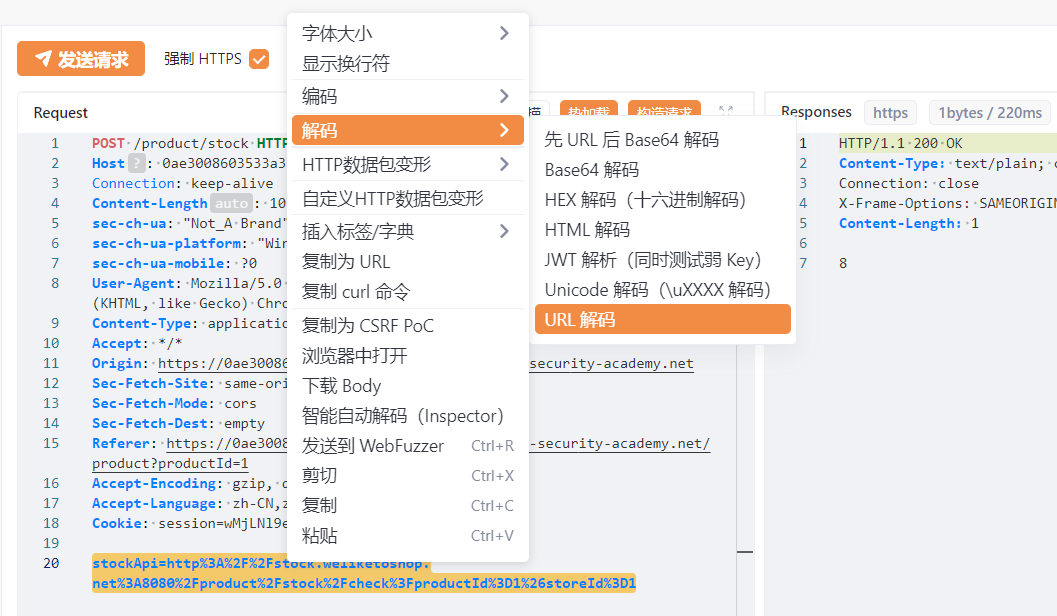 发送请求
强制 HTTPS
Request
1 POST /product/stock HTTP
2 Host ? : 0ae3008603533a3
3 Connection: keep-alive
4 Content-Length auto : 10
5 sec-ch-ua: "Not_A Brand"
6 sec-ch-ua-platform: "Win
7 sec-ch-ua-mobile: ?0
8 User-Agent: Mozilla/5.0
(KHTML, like Gecko) Chro
9 Content-Type: applicatio
10 Accept: */*
11 Origin: https://0ae30086
security-academy.net
12 Sec-Fetch-Site: same-ori
13 Sec-Fetch-Mode: cors
14 Sec-Fetch-Dest: empty
15 Referer: https://0ae3008
-security-academy.net/
product?productId=1
16 Accept-Encoding: gzip, d
17 Accept-Language: zh-CN,z
18 Cookie: session=wMjLNl9e
19
20 stockApi=http%3A%2F%2Fstock.weliketoshop.
net%3A8080%2Fproduct%2Fstock%2Fcheck%3FproductId%3D1%26storeId%3D1
字体大小
显示换行符
编码
解码
HTTP数据包变形
自定义HTTP数据包变形
插入标签/字典
复制为 URL
复制 curl 命令
复制为 CSRF PoC
浏览器中打开
下载 Body
智能自动解码（Inspector）
发送到 WebFuzzer Ctrl+R
剪切 Ctrl+X
复制 Ctrl+C
粘贴 Ctrl+V
热加载
构造请求
先 URL 后 Base64 解码
Base64 解码
HEX 解码（十六进制解码）
HTML 解码
JWT 解析（同时测试弱 Key）
Unicode 解码（\uXXXX 解码）
URL 解码
Responses https 1bytes / 220ms
1 HTTP/1.1 200 OK
2 Content-Type: text/plain; c
3 Connection: close
4 X-Frame-Options: SAMEORIGIN
5 Content-Length: 1
6
7 8